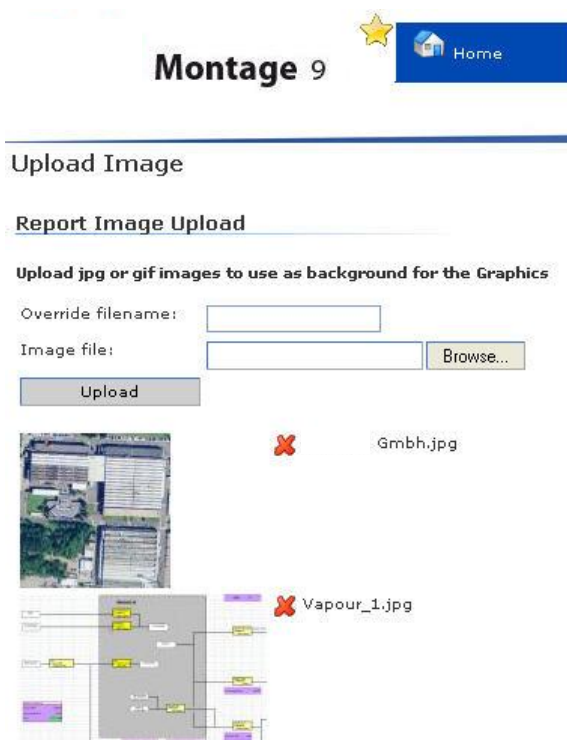 Montage 9
Home
Upload Image
Report Image Upload
Upload jpg or gif images to use as background for the Graphics
Override filename:
Image file:
Browse...
Upload
Gmbh.jpg
Vapour_1.jpg